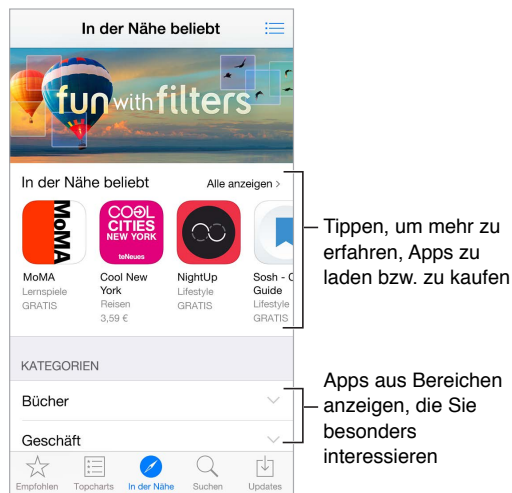 In der Nähe beliebt
fun with filters
In der Nähe beliebt
Alle anzeigen >
MoMA
COOL
CITIES
NEW YORK
teNeues
MoMA
Lernspiele
GRATIS
Cool New
York
Reisen
3,59 €
NightUp
Lifestyle
GRATIS
Sosh -
Guide
Lifestyle
GRATIS
KATEGORIEN
Bücher
Geschäft
Empfohlen
Topcharts
In der Nähe
Suchen
Updates
Tippen, um mehr zu
erfahren, Apps zu
laden bzw. zu kaufen
Apps aus Bereichen
anzeigen, die Sie
besonders
interessieren